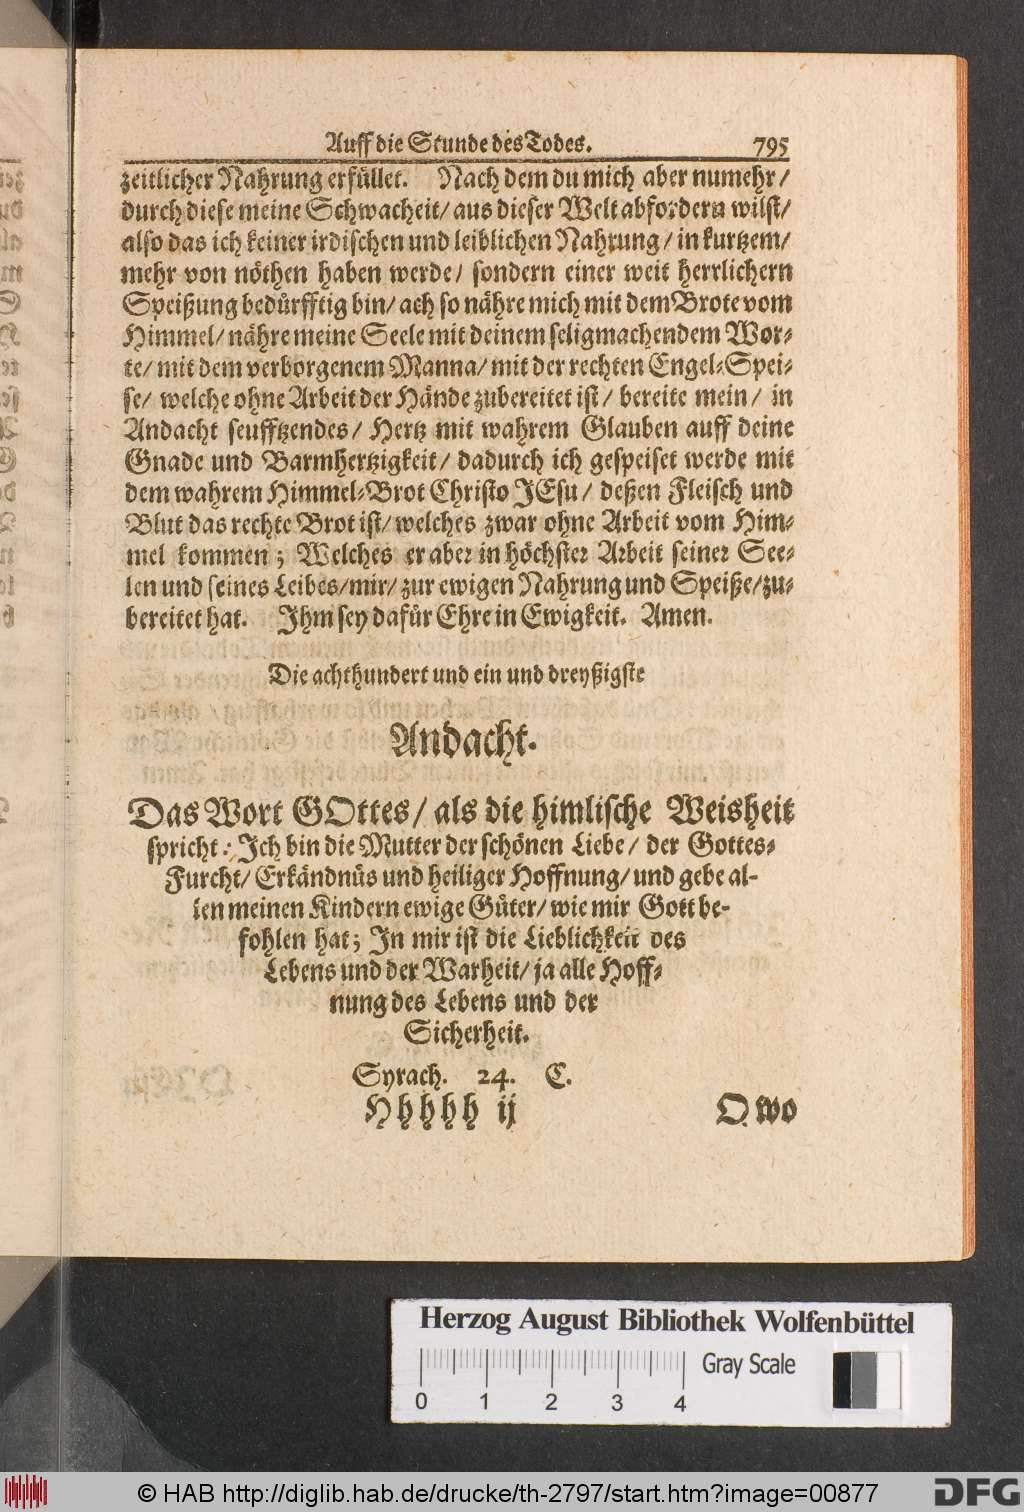 Auff die Stunde des Todes. 795
zeitlicher Nahrung erfüllet. Nach dem du mich aber numehr/
durch diese meine Schwacheit/ aus dieser Welt abfordern wilst/
also das ich keiner irdischen und leiblichen Nahrung/ in kurtzem/
mehr von nöthen haben werde/ sondern einer weit herrlichern
Speißung bedürfftig bin/ ach so nähre mich mit dem Brote vom
Himmel/ nähre meine Seele mit deinem seligmachendem Wor-
te/ mit dem verborgenem Manna/ mit der rechten Engel-Spei-
se/ welche ohne Arbeit der Hände zubereitet ist/ bereite mein/ in
Andacht seufftzendes/ Hertz mit wahrem Glauben auff deine
Gnade und Barmhertzigkeit/ dadurch ich gespeiset werde mit
dem wahrem Himmel-Brot Christo JEsu/ deßen Fleisch und
Blut das rechte Brot ist/ welches zwar ohne Arbeit vom Him-
mel kommen; Welches er aber in höchster Arbeit seiner See-
len und seines Leibes/ mir/ zur ewigen Nahrung und Speiße/ zu-
bereitet hat. Ihm sey dafür Ehre in Ewigkeit. Amen.
Die achthundert und ein und dreyßigste
Andacht.
Das Wort GOttes/ als die himlische Weisheit
spricht: Ich bin die Mutter der schönen Liebe/ der Gottes-
Furcht/ Erkändnüs und heiliger Hoffnung/ und gebe al-
len meinen Kindern ewige Güter/ wie mir Gott be-
fohlen hat; In mir ist die Lieblichkeit des
Lebens und der Warheit/ ja alle Hoff-
nung des Lebens und der
Sicherheit.
Syrach. 24. C.
Hhhhh ij O wo
Herzog August Bibliothek Wolfenbüttel
Gray Scale
0 1 2 3 4
© HAB http://diglib.hab.de/drucke/th-2797/start.htm?image=00877
DFG